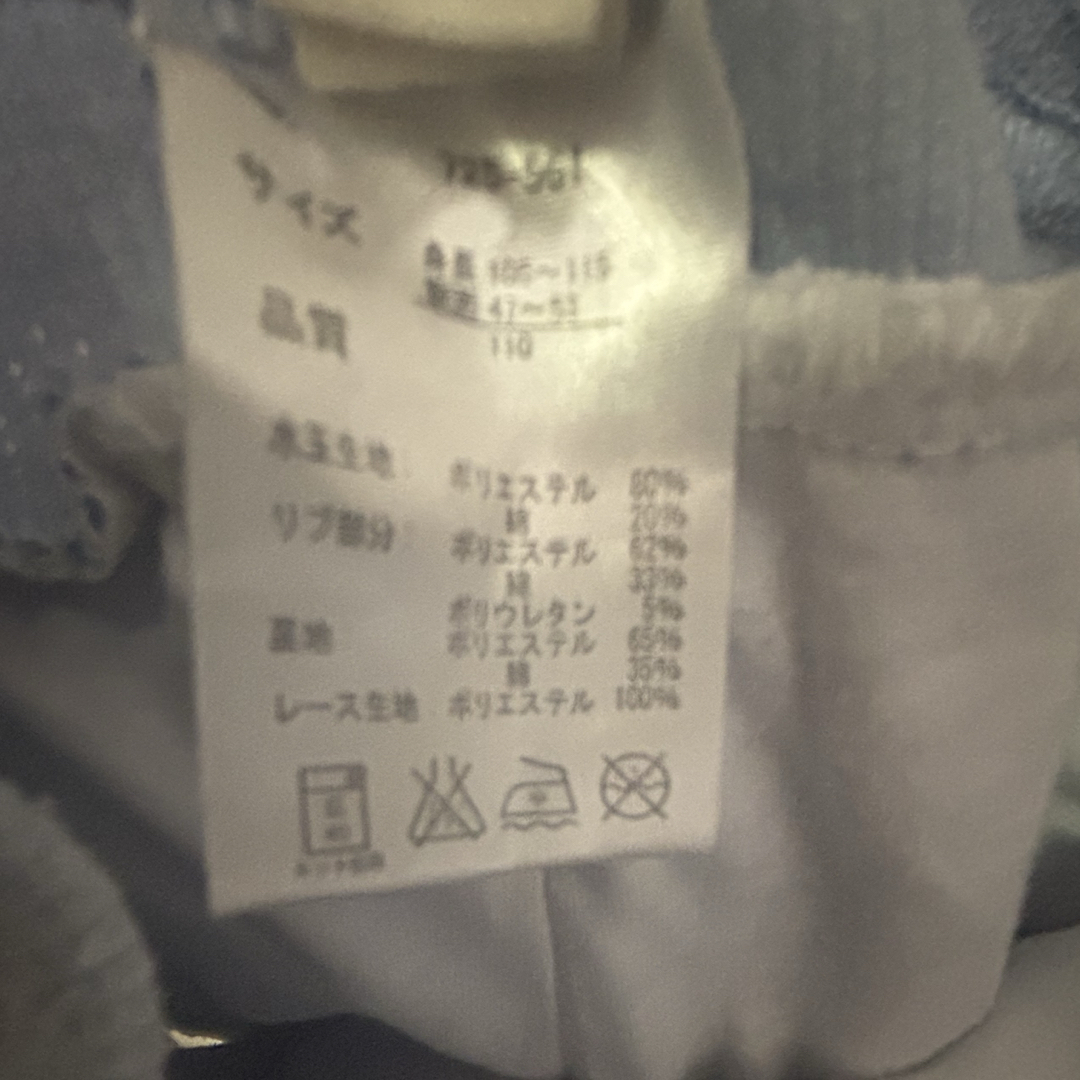 サイズ
身長 105～115
胸囲 47～53
110
品質
水玉生地 ポリエステル 80%
綿 20%
リブ部分 ポリエステル 62%
綿 33%
ポリウレタン 5%
裏地 ポリエステル 65%
綿 35%
レース生地 ポリエステル 100%